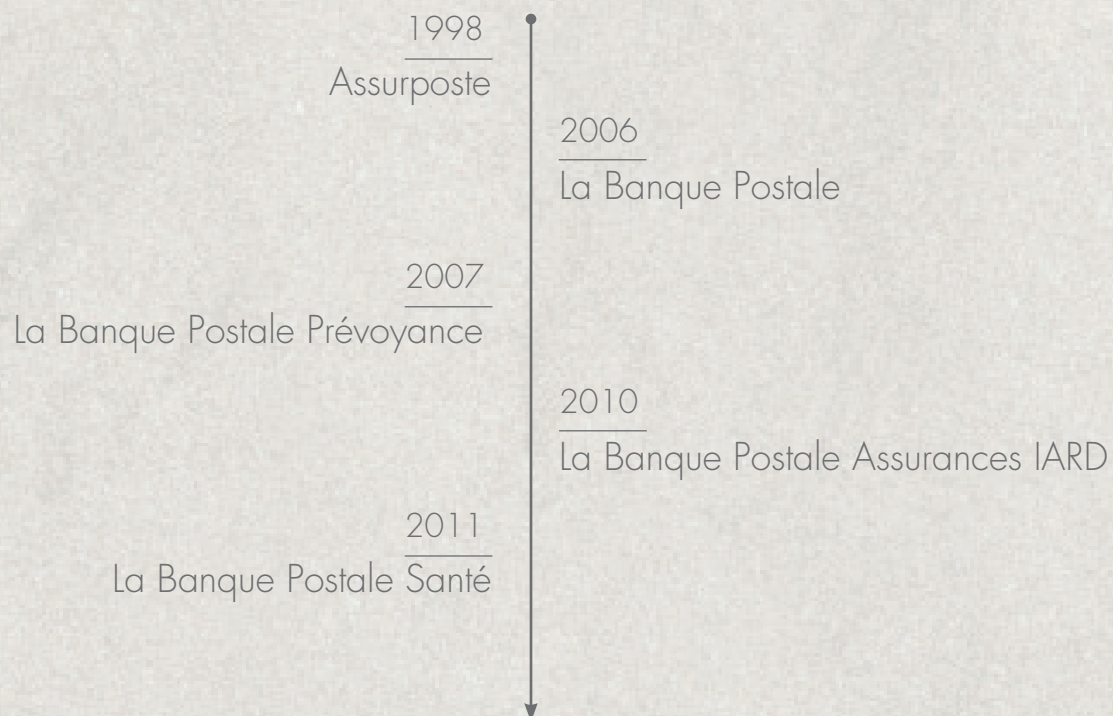 1998
Assurposte
2006
La Banque Postale
2007
La Banque Postale Prévoyance
2010
La Banque Postale Assurances IARD
2011
La Banque Postale Santé